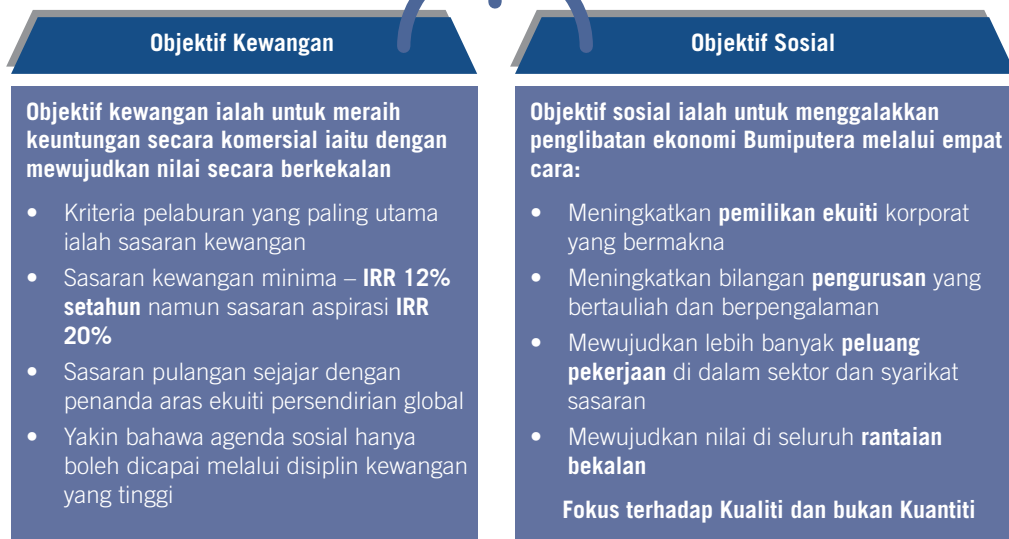 Objektif Kewangan
Objektif kewangan ialah untuk meraih
keuntungan secara komersial iaitu dengan
mewujudkan nilai secara berkekalan
• Kriteria pelaburan yang paling utama
ialah sasaran kewangan
• Sasaran kewangan minima – IRR 12%
setahun namun sasaran aspirasi IRR
20%
• Sasaran pulangan sejajar dengan
penanda aras ekuiti persendirian global
• Yakin bahawa agenda sosial hanya
boleh dicapai melalui disiplin kewangan
yang tinggi
Objektif Sosial
Objektif sosial ialah untuk menggalakkan
penglibatan ekonomi Bumiputera melalui empat
cara:
• Meningkatkan pemilikan ekuiti korporat
yang bermakna
• Meningkatkan bilangan pengurusan yang
bertauliah dan berpengalaman
• Mewujudkan lebih banyak peluang
pekerjaan di dalam sektor dan syarikat
sasaran
• Mewujudkan nilai di seluruh rantaian
bekalan
Fokus terhadap Kualiti dan bukan Kuantiti